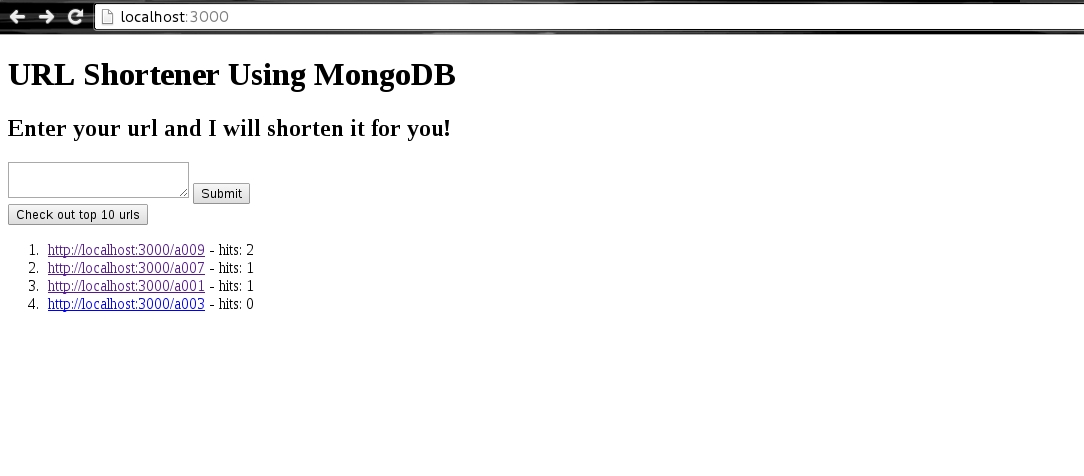 localhost:3000
URL Shortener Using MongoDB
Enter your url and I will shorten it for you!
Submit
Check out top 10 urls
1. http://localhost:3000/a009 - hits: 2
2. http://localhost:3000/a007 - hits: 1
3. http://localhost:3000/a001 - hits: 1
4. http://localhost:3000/a003 - hits: 0